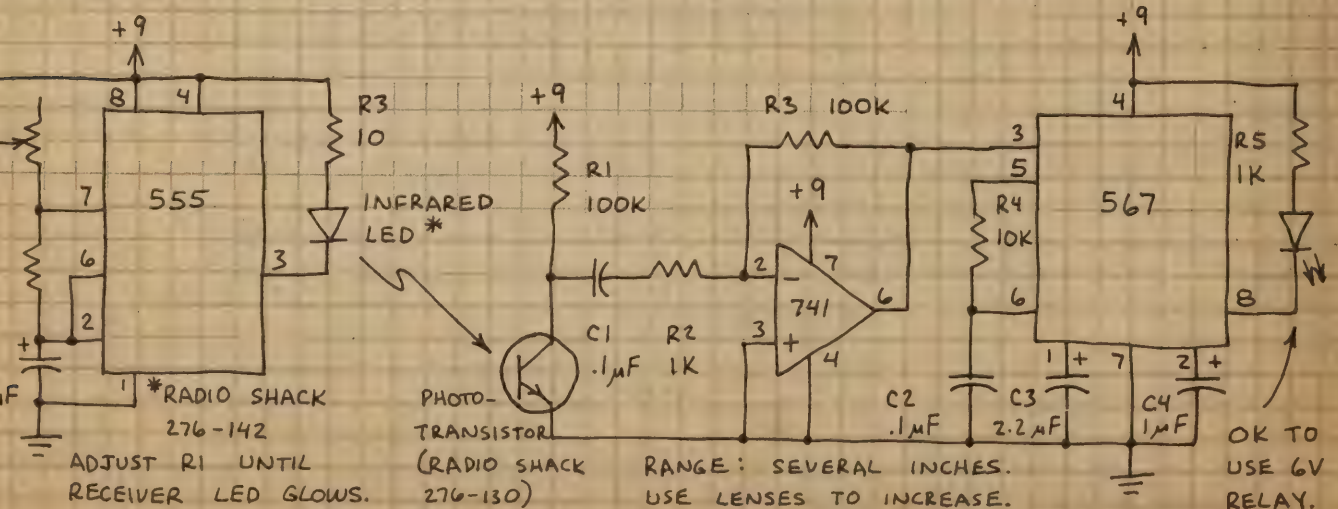 +9
8
4
R3
10
7
555
6
3
2
+
1
INFRARED
LED *
*RADIO SHACK
276-142
ADJUST R1 UNTIL
RECEIVER LED GLOWS.
+9
R1
100K
C1
.1μF
R2
1K
PHOTO-
TRANSISTOR
(RADIO SHACK
276-130)
R3 100K
+9
2
-
7
741
6
3
+
4
RANGE: SEVERAL INCHES.
USE LENSES TO INCREASE.
+9
4
3
5
567
R4
10K
6
8
1
+
7
2
+
C2
.1μF
C3
2.2μF
C4
1μF
R5
1K
OK TO
USE 6V
RELAY.